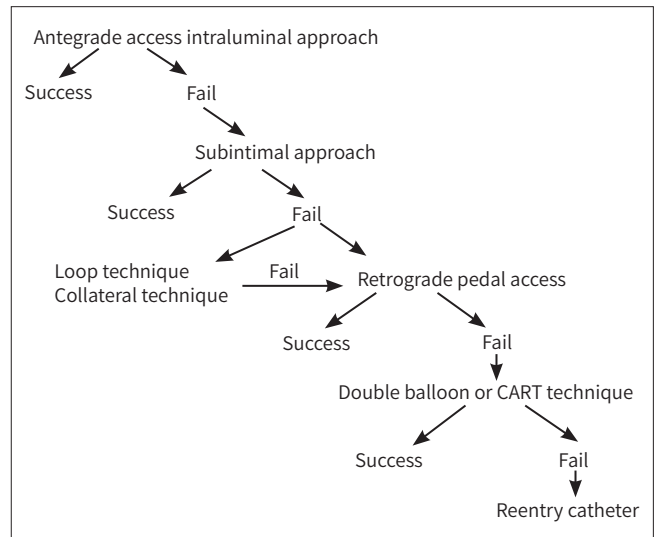 Antegrade access intraluminal approach
Success
Fail
Subintimal approach
Success
Fail
Loop technique
Collateral technique
Fail
Retrograde pedal access
Success
Fail
Double balloon or CART technique
Success
Fail
Reentry catheter